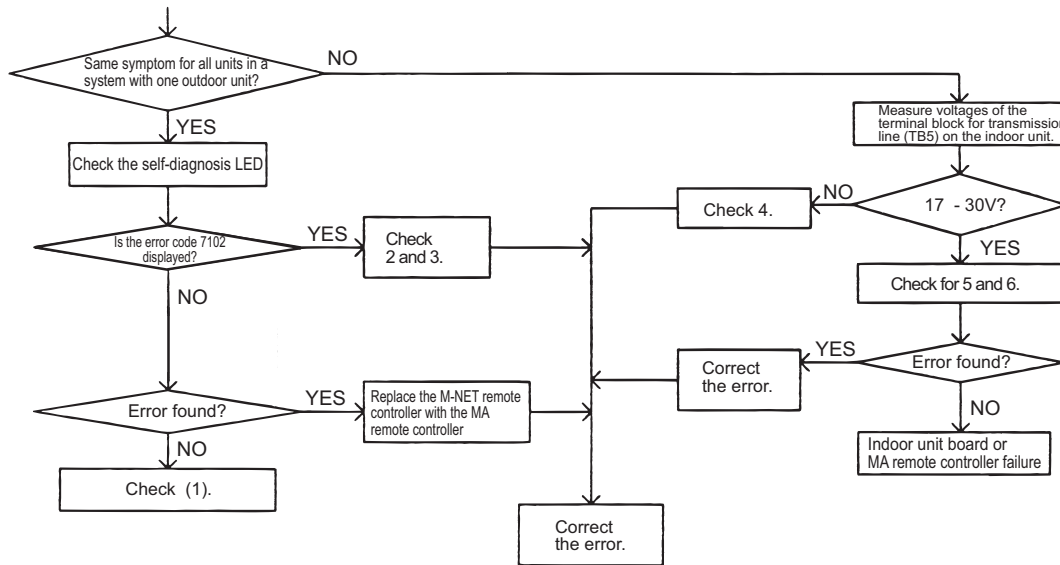 Same symptom for all units in a
system with one outdoor unit?
NO
YES
Measure voltages of the
terminal block for transmission
line (TB5) on the indoor unit.
Check the self-diagnosis LED
17 - 30V?
NO
Check 4.
YES
Is the error code 7102
displayed?
YES
Check
2 and 3.
NO
Check for 5 and 6.
Error found?
YES
Correct
the error.
NO
Indoor unit board or
MA remote controller failure
Error found?
YES
Replace the M-NET remote
controller with the MA
remote controller
NO
Check (1).
Correct
the error.